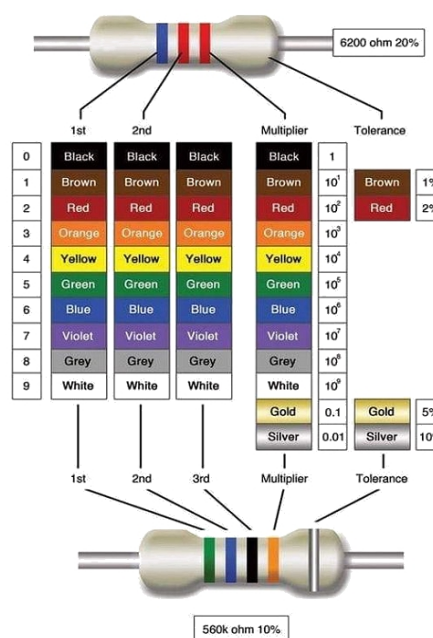 6200 ohm 20%
1st 2nd Multiplier Tolerance
0 Black Black Black Black 1
1 Brown Brown Brown Brown 10¹ Brown 1%
2 Red Red Red Red 10² Red 2%
3 Orange Orange Orange Orange 10³
4 Yellow Yellow Yellow Yellow 10⁴
5 Green Green Green Green 10⁵
6 Blue Blue Blue Blue 10⁶
7 Violet Violet Violet Violet 10⁷
8 Grey Grey Grey Grey 10⁸
9 White White White White 10⁹
Gold 0.1 Gold 5%
Silver 0.01 Silver 10%
1st 2nd 3rd Multiplier Tolerance
560k ohm 10%